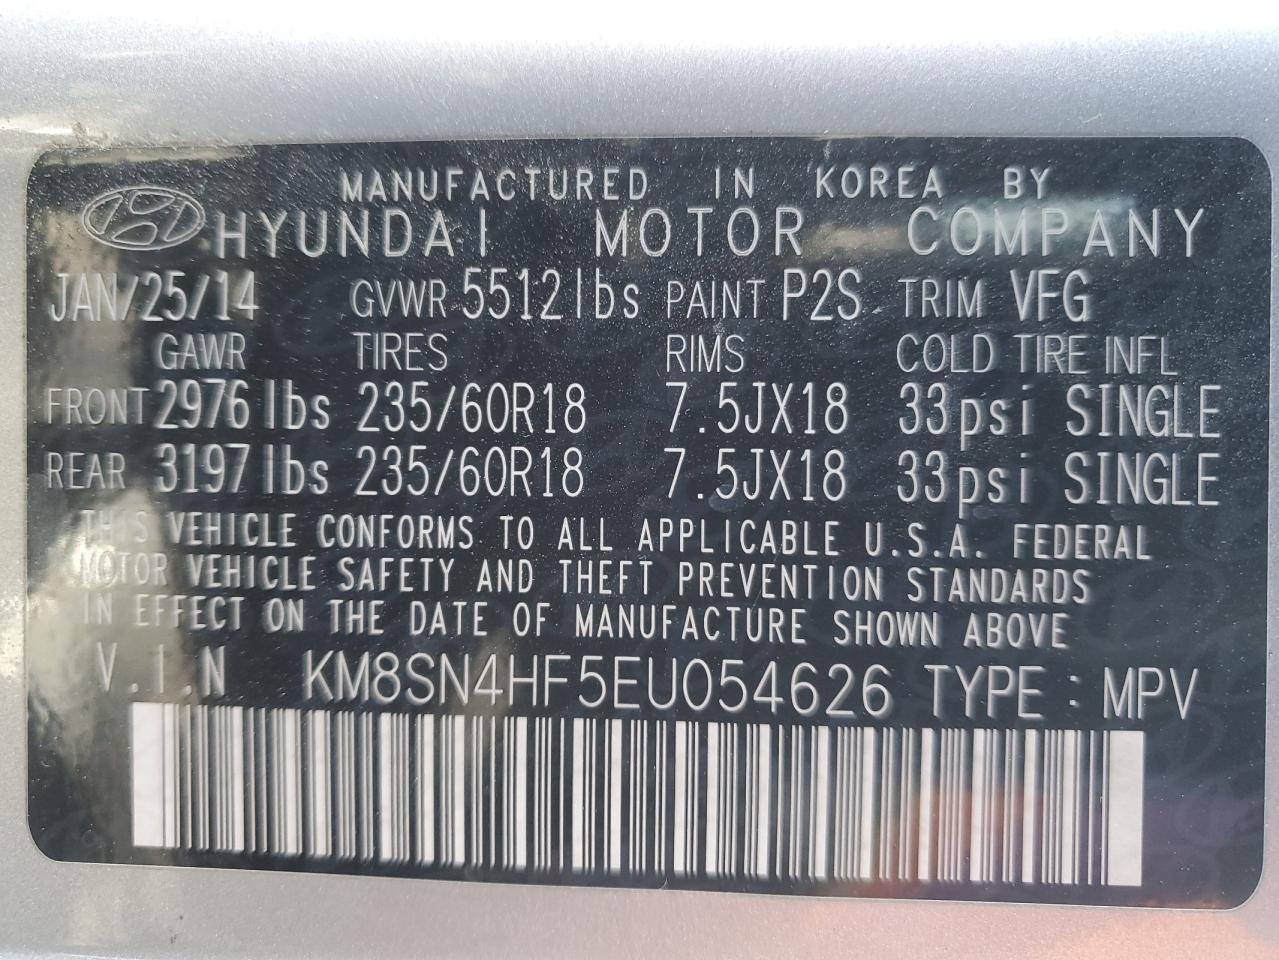 MANUFACTURED IN KOREA BY
HYUNDAI MOTOR COMPANY
JAN/25/14 GVWR 5512lbs PAINT P2S TRIM VFG
GAWR TIRES RIMS COLD TIRE INFL
FRONT 2976 lbs 235/60R18 7.5JX18 33psi SINGLE
REAR 3197 lbs 235/60R18 7.5JX18 33psi SINGLE
THIS VEHICLE CONFORMS TO ALL APPLICABLE U.S.A. FEDERAL
MOTOR VEHICLE SAFETY AND THEFT PREVENTION STANDARDS
IN EFFECT ON THE DATE OF MANUFACTURE SHOWN ABOVE
V.I.N KM8SN4HF5EU054626 TYPE : MPV